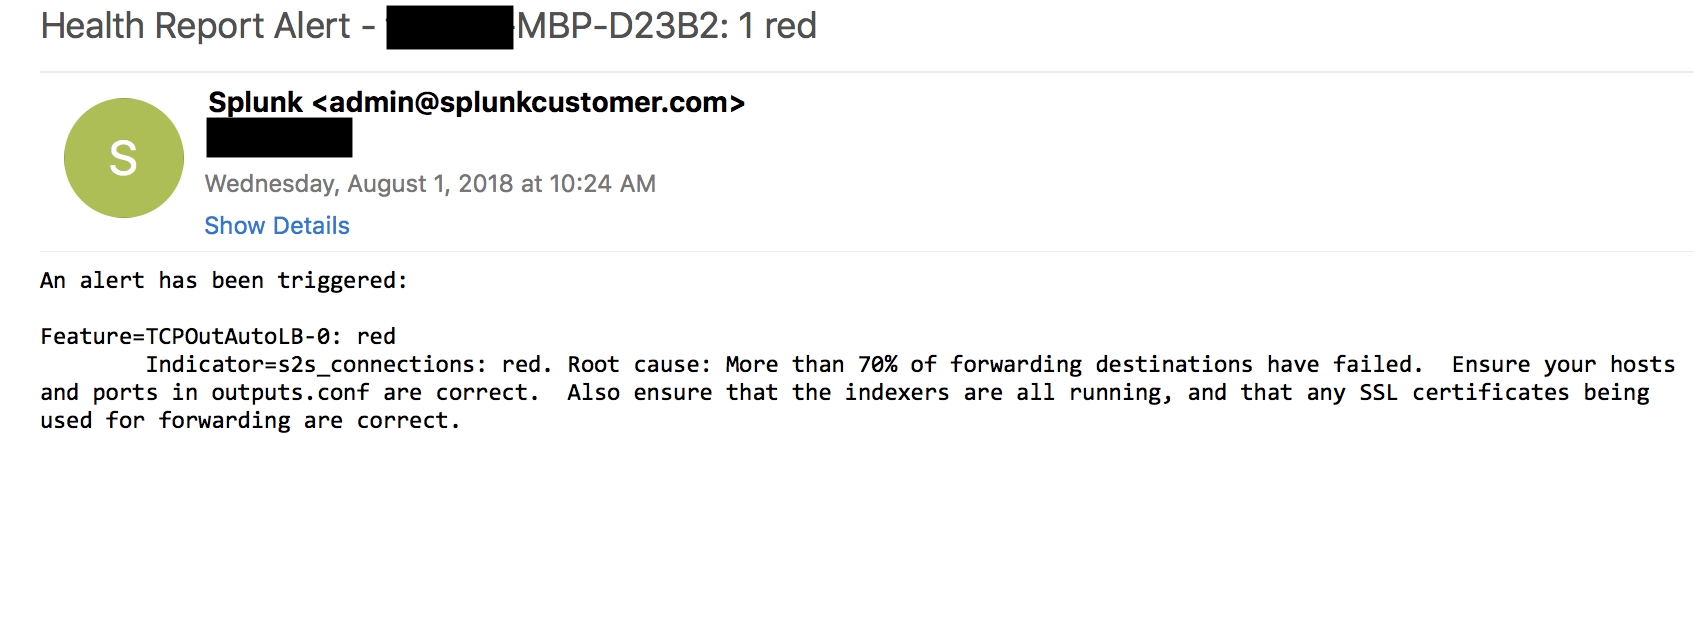 Health Report Alert - -MBP-D23B2: 1 red
S
Splunk <admin@splunkcustomer.com>
Wednesday, August 1, 2018 at 10:24 AM
Show Details
An alert has been triggered:
Feature=TCPOutAutoLB-0: red
Indicator=s2s_connections: red. Root cause: More than 70% of forwarding destinations have failed.  Ensure your hosts
and ports in outputs.conf are correct.  Also ensure that the indexers are all running, and that any SSL certificates being
used for forwarding are correct.